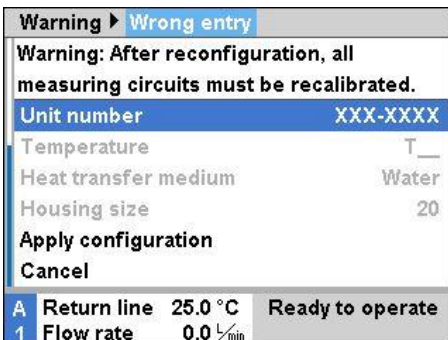 Warning ▶ Wrong entry
Warning: After reconfiguration, all
measuring circuits must be recalibrated.
Unit number XXX-XXXX
Temperature T__
Heat transfer medium Water
Housing size 20
Apply configuration
Cancel
A Return line 25.0 °C Ready to operate
1 Flow rate 0.0 L/min